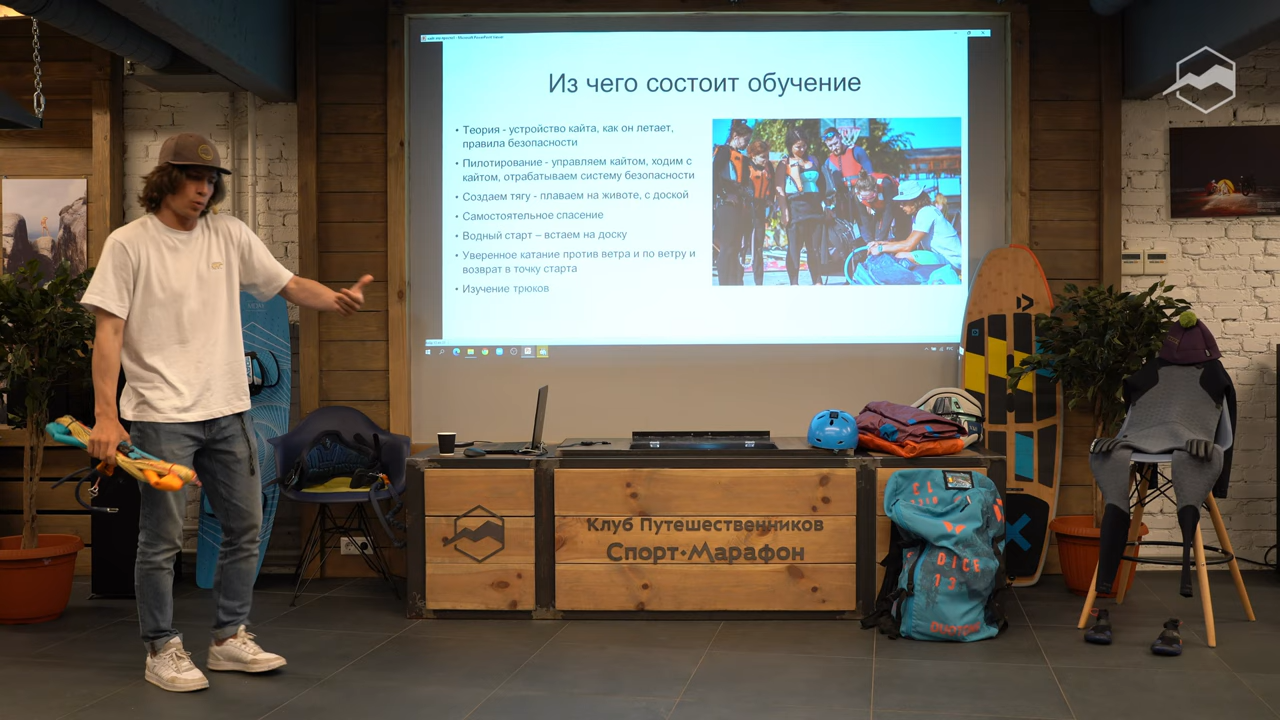 Из чего состоит обучение
• Теория - устройство кайта, как он летает,
правила безопасности
• Пилотирование - управляем кайтом, ходим с
кайтом, отрабатываем систему безопасности
• Создаем тягу - плаваем на животе, с доской
• Самостоятельное спасение
• Водный старт – встаем на доску
• Уверенное катание против ветра и по ветру и
возврат в точку старта
• Изучение трюков
Клуб Путешественников
Спорт•Марафон
DICE
13
DUOTONE